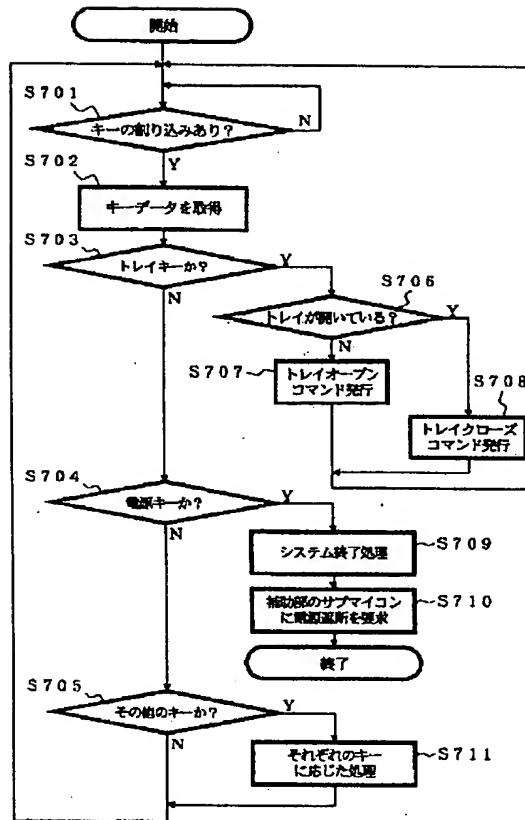 開始
S701
キーの割り込みあり?
N
Y
S702
キーデータを取得
S703
トレイキーか?
Y
N
S706
トレイが開いている?
Y
N
S707
トレイオープン
コマンド発行
S708
トレイクローズ
コマンド発行
S704
電源キーか?
Y
N
システム終了処理
S709
補助部のサブマイコン
に電源遮断を要求
S710
終了
S705
その他のキーか?
Y
N
それぞれのキー
に応じた処理
S711